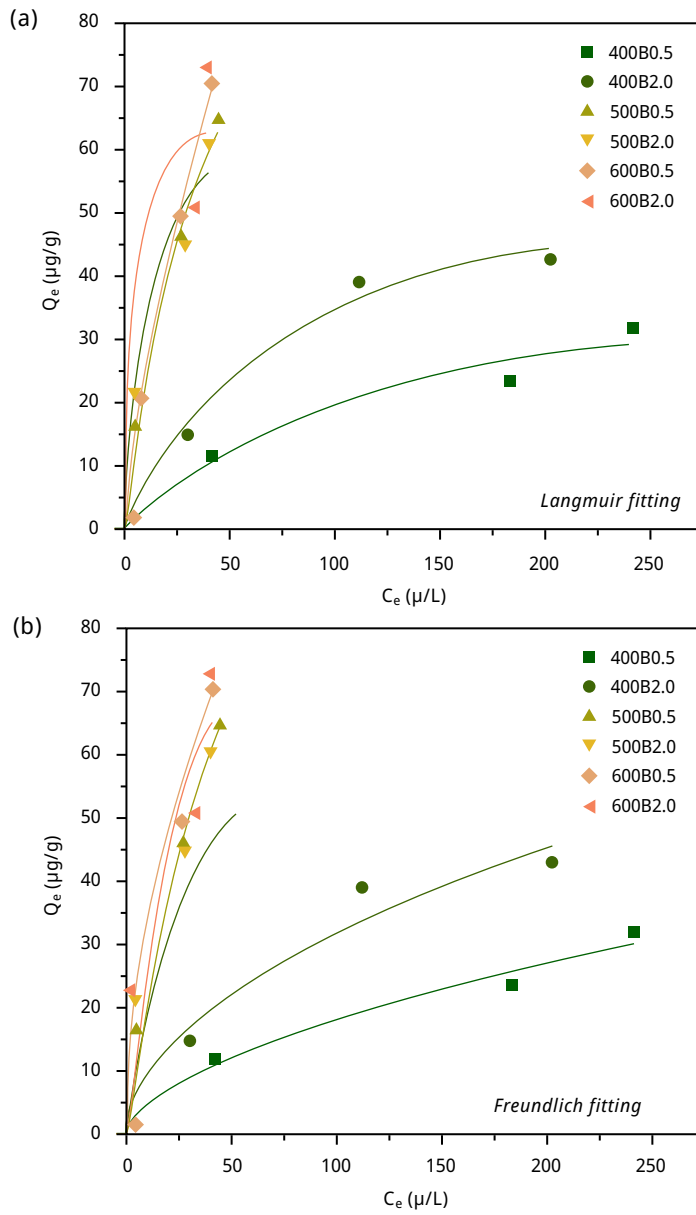 (a)
80
70
60
50
40
30
20
10
0
Qe (µg/g)
400B0.5
400B2.0
500B0.5
500B2.0
600B0.5
600B2.0
Langmuir fitting
0 50 100 150 200 250
Ce (µ/L)
(b)
80
70
60
50
40
30
20
10
0
Qe (µg/g)
400B0.5
400B2.0
500B0.5
500B2.0
600B0.5
600B2.0
Freundlich fitting
0 50 100 150 200 250
Ce (µ/L)